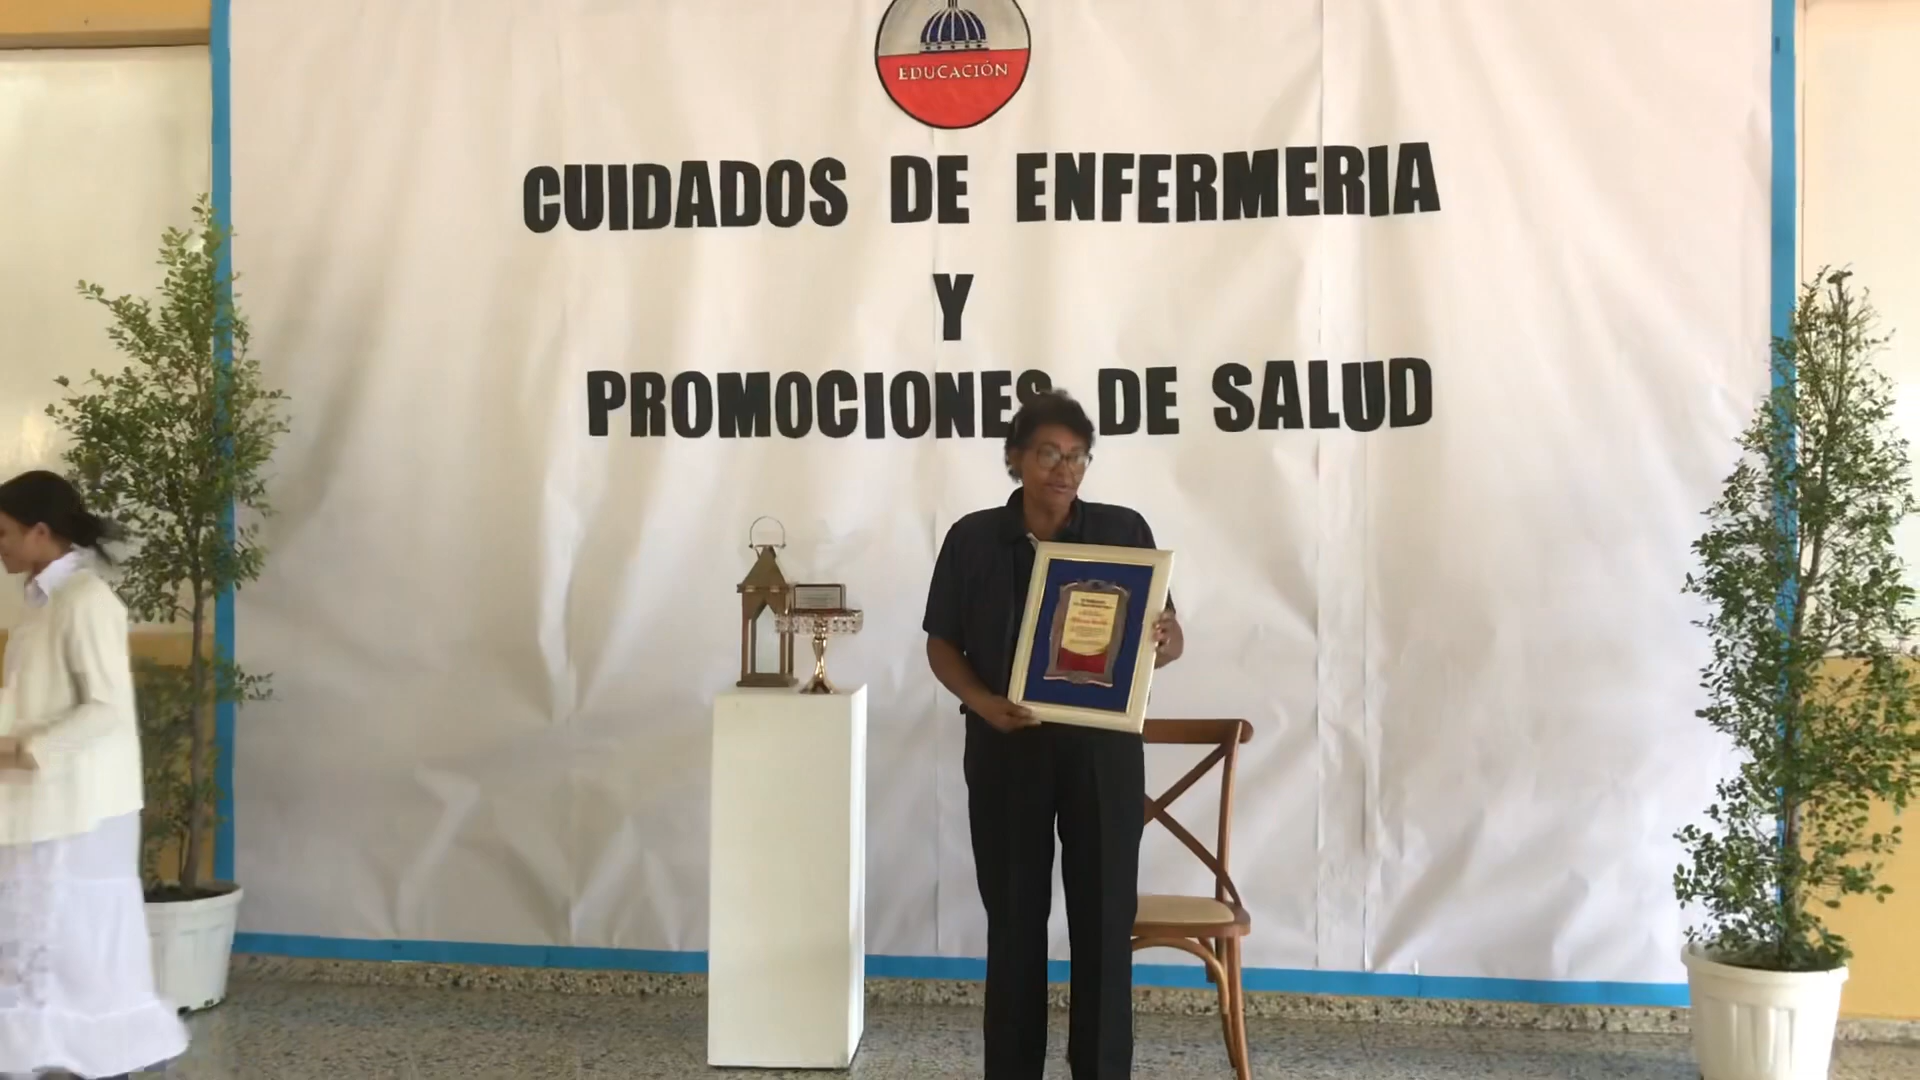 EDUCACIÓN
CUIDADOS DE ENFERMERIA
Y
PROMOCIONES DE SALUD